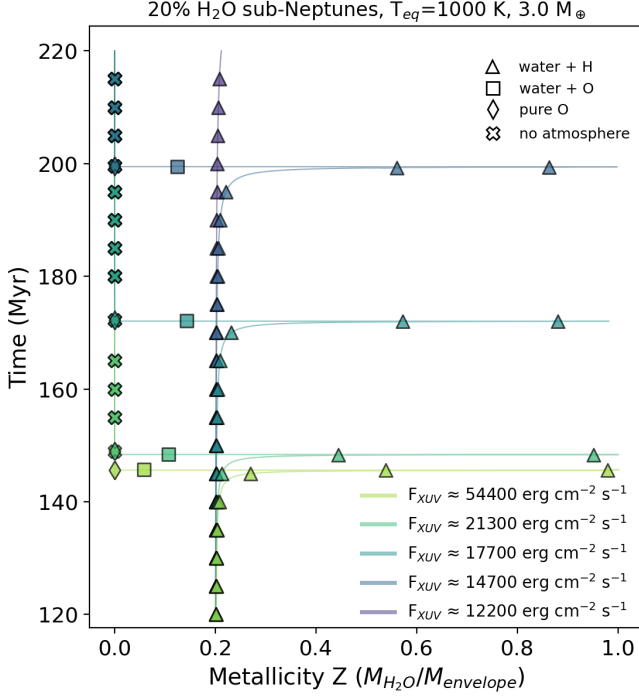 20% H₂O sub-Neptunes, T_eq=1000 K, 3.0 M_⊕
220
200
180
160
140
120
Time (Myr)
water + H
water + O
pure O
no atmosphere
F_XUV ≈ 54400 erg cm⁻² s⁻¹
F_XUV ≈ 21300 erg cm⁻² s⁻¹
F_XUV ≈ 17700 erg cm⁻² s⁻¹
F_XUV ≈ 14700 erg cm⁻² s⁻¹
F_XUV ≈ 12200 erg cm⁻² s⁻¹
0.0 0.2 0.4 0.6 0.8 1.0
Metallicity Z (M_H₂O/M_envelope)